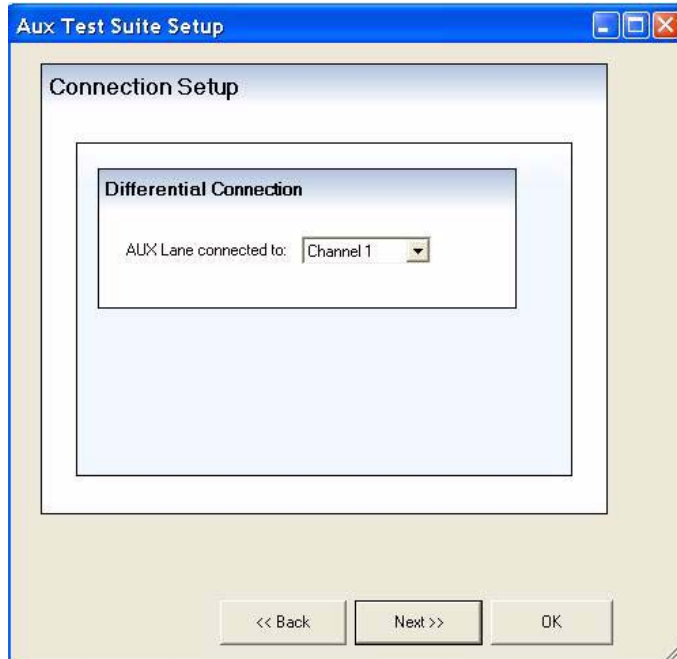 Aux Test Suite Setup
Connection Setup
Differential Connection
AUX Lane connected to: Channel 1
<< Back Next >> OK